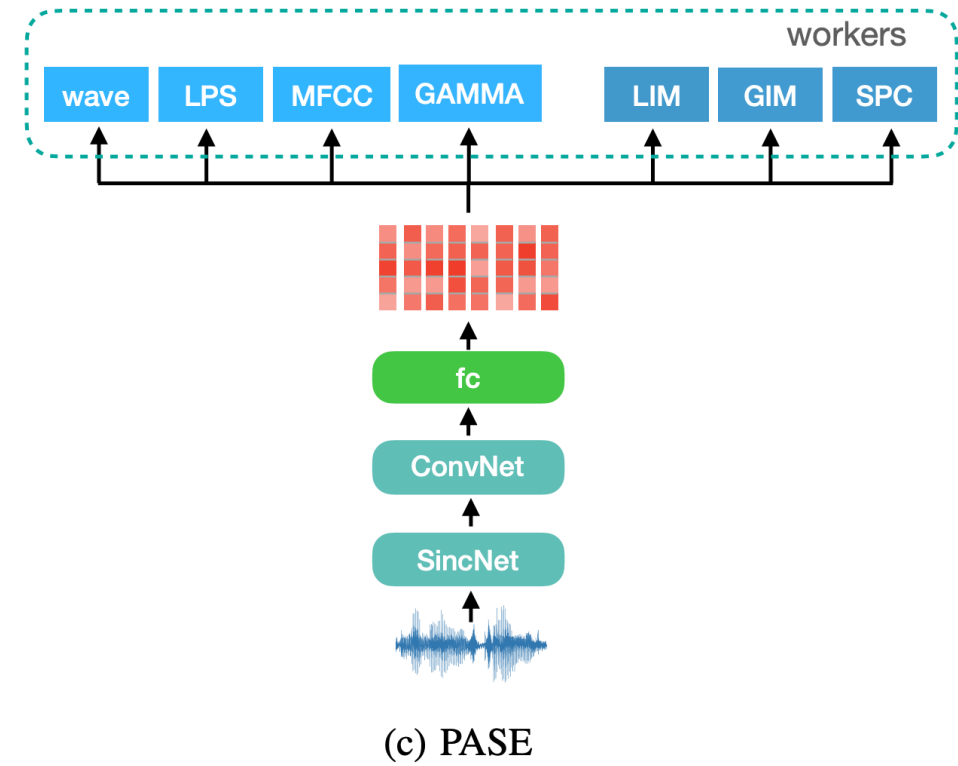 workers
wave LPS MFCC GAMMA LIM GIM SPC
fc
ConvNet
SincNet
(c) PASE